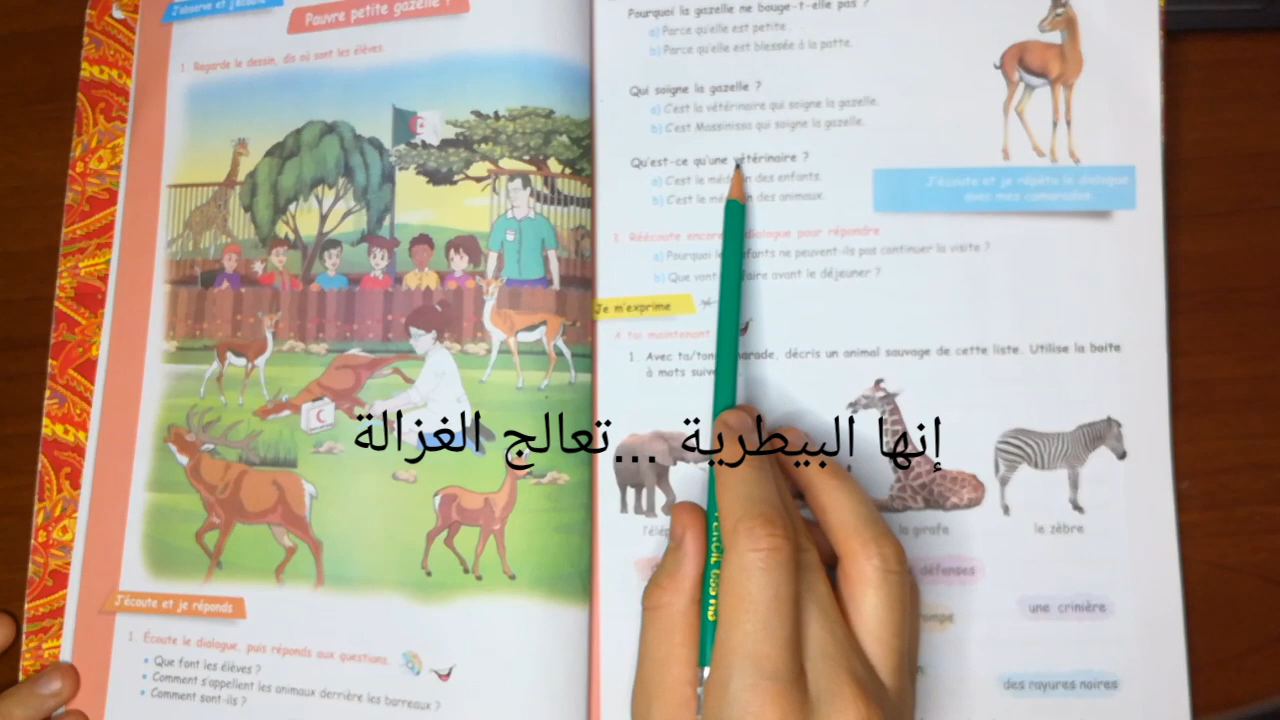 J'observe et j'écoute
Pauvre petite gazelle !
1. Regarde le dessin, dis où sont les élèves.
J'écoute et je réponds
1. Écoute le dialogue, puis réponds aux questions.
• Que font les élèves ?
• Comment s'appellent les animaux derrière les barreaux ?
• Comment sont-ils ?
Pourquoi la gazelle ne bouge-t-elle pas ?
a) Parce qu'elle est petite.
b) Parce qu'elle est blessée à la patte.
Qui soigne la gazelle ?
a) C'est la vétérinaire qui soigne la gazelle.
b) C'est Massinissa qui soigne la gazelle.
Qu'est-ce qu'une vétérinaire ?
a) C'est le des enfants.
b) C'est le des animaux.
J'écoute et je répète le dialogue
avec mes camarades.
3. Réécoute encore dialogue pour répondre
a) Pourquoi enfants ne peuvent-ils pas continuer la visite ?
b) Que vont faire avant le déjeuner ?
Je m'exprime
A toi maintenant
1. Avec ta/ton décris un animal sauvage de cette liste. Utilise la boite
à mots
إنها البيطرية ...تعالج الغزالة
la girafe
le zèbre
défenses
une crinière
des rayures noires
PENCIL